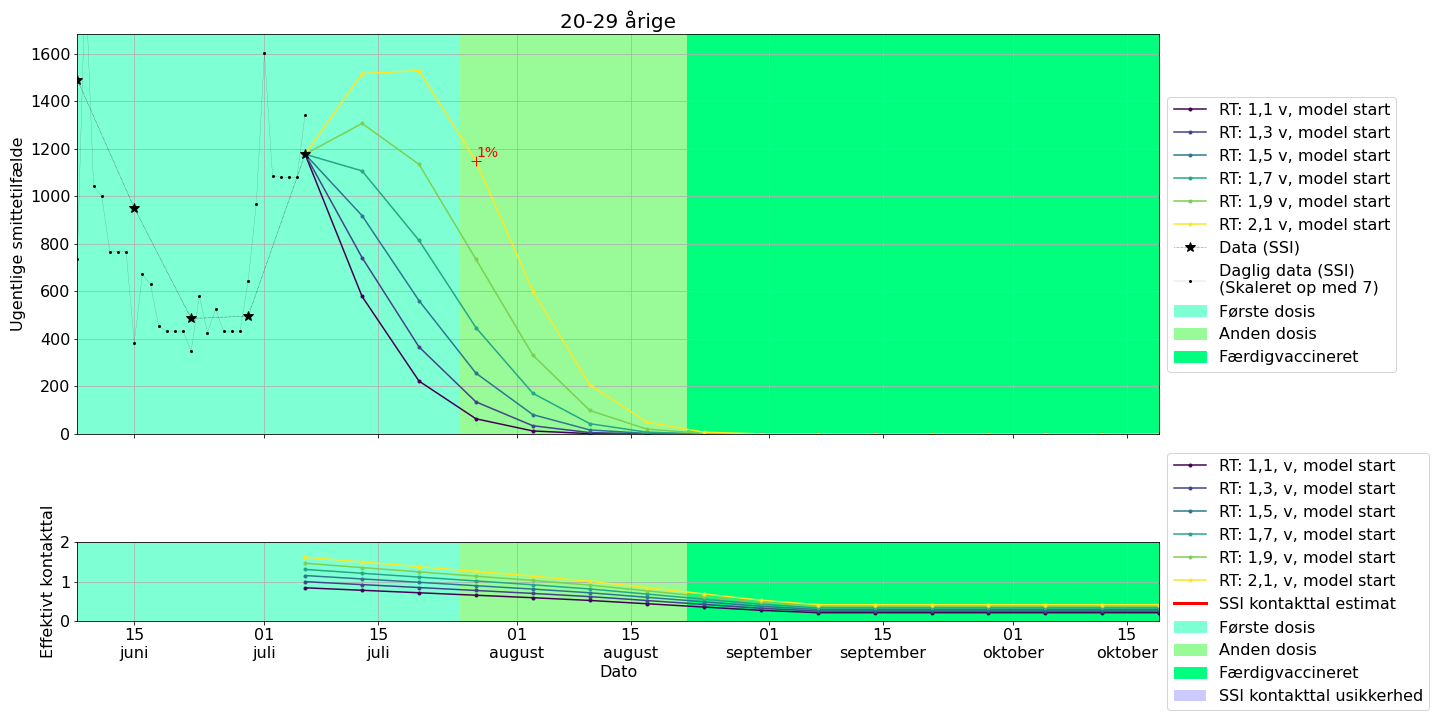 20-29 årige
Ugentlige smittetilfælde
1600
1400
1200
1000
800
600
400
200
0
1%
RT: 1,1 v, model start
RT: 1,3 v, model start
RT: 1,5 v, model start
RT: 1,7 v, model start
RT: 1,9 v, model start
RT: 2,1 v, model start
Data (SSI)
Daglig data (SSI)
(Skaleret op med 7)
Første dosis
Anden dosis
Færdigvaccineret
Effektivt kontakttal
2
1
0
15 01 15 01 15 01 15 01 15
juni juli juli august august september september oktober oktober
Dato
RT: 1,1, v, model start
RT: 1,3, v, model start
RT: 1,5, v, model start
RT: 1,7, v, model start
RT: 1,9, v, model start
RT: 2,1, v, model start
SSI kontakttal estimat
Første dosis
Anden dosis
Færdigvaccineret
SSI kontakttal usikkerhed